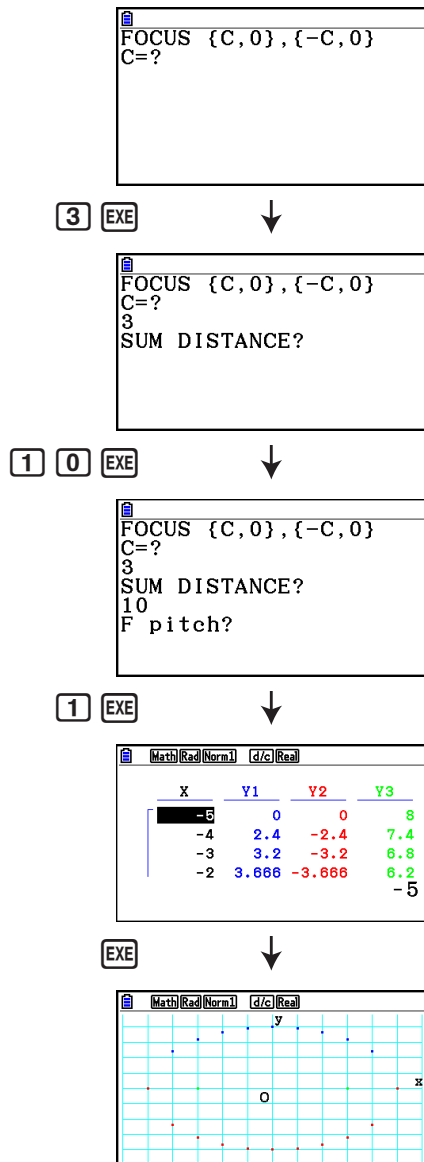 FOCUS {C,0},{-C,0}
C=?
3 EXE
FOCUS {C,0},{-C,0}
C=?
3
SUM DISTANCE?
1 0 EXE
FOCUS {C,0},{-C,0}
C=?
3
SUM DISTANCE?
10
F pitch?
1 EXE
Math Rad Norm1 d/c Real
X Y1 Y2 Y3
-5 0 0 8
-4 2.4 -2.4 7.4
-3 3.2 -3.2 6.8
-2 3.666 -3.666 6.2
-5
EXE
Math Rad Norm1 d/c Real
y
x
O